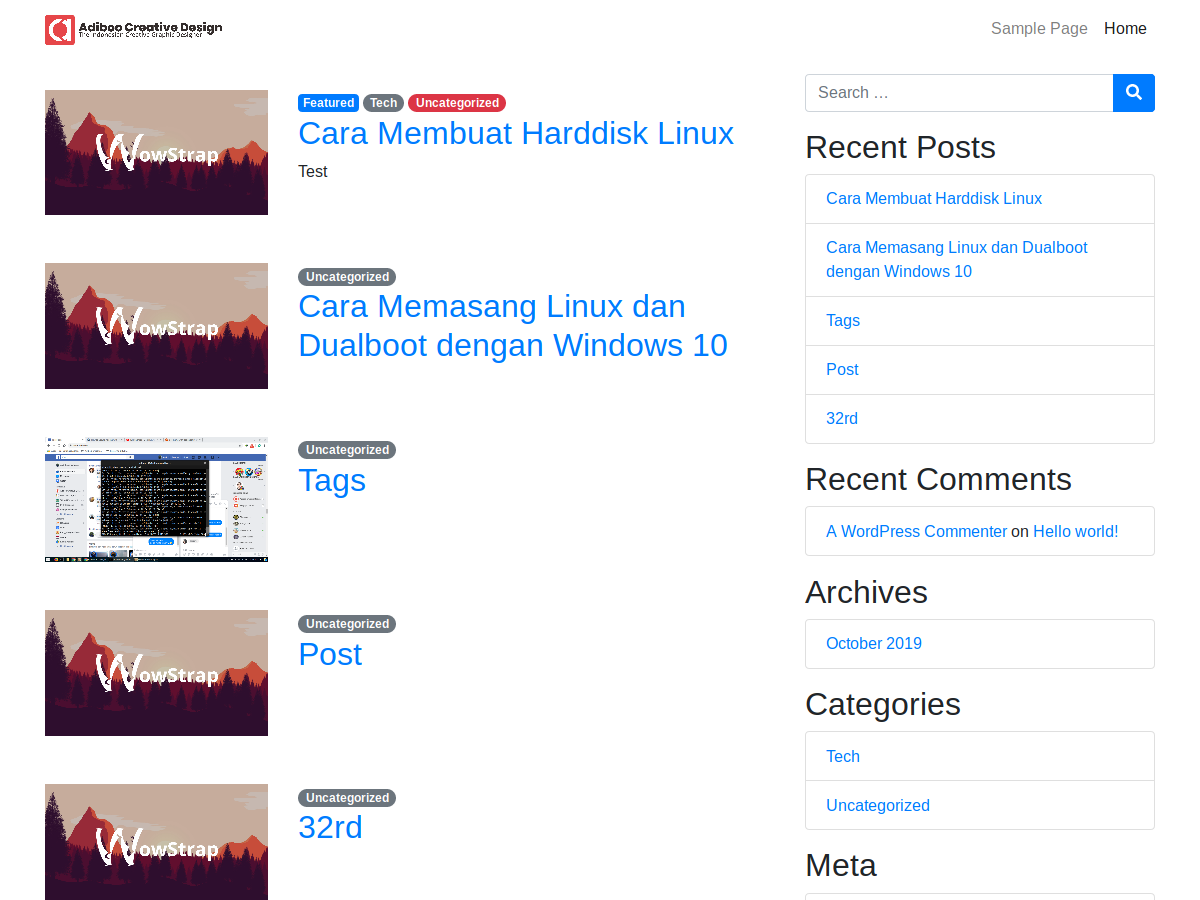 Adiboo Creative Design
The Indonesian Creative Graphic Designer
Sample Page Home
WowStrap
Featured Tech Uncategorized
Cara Membuat Harddisk Linux
Test
WowStrap
Uncategorized
Cara Memasang Linux dan
Dualboot dengan Windows 10
Uncategorized
Tags
WowStrap
Uncategorized
Post
WowStrap
Uncategorized
32rd
Search …
Recent Posts
Cara Membuat Harddisk Linux
Cara Memasang Linux dan Dualboot
dengan Windows 10
Tags
Post
32rd
Recent Comments
A WordPress Commenter on Hello world!
Archives
October 2019
Categories
Tech
Uncategorized
Meta